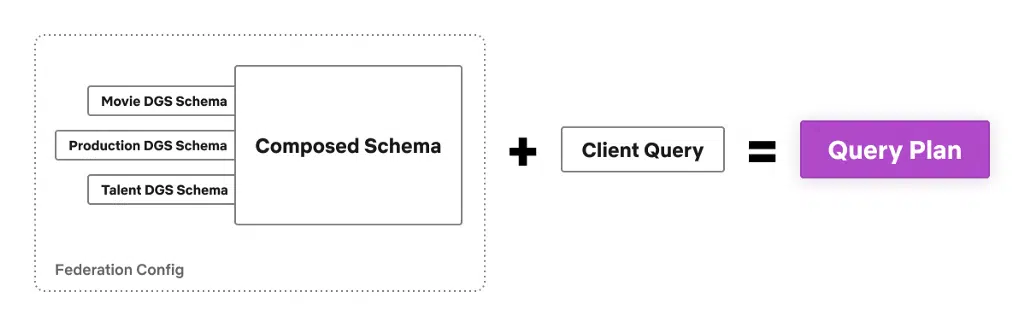 Movie DGS Schema
Production DGS Schema
Talent DGS Schema
Composed Schema
Federation Config
+
Client Query
=
Query Plan